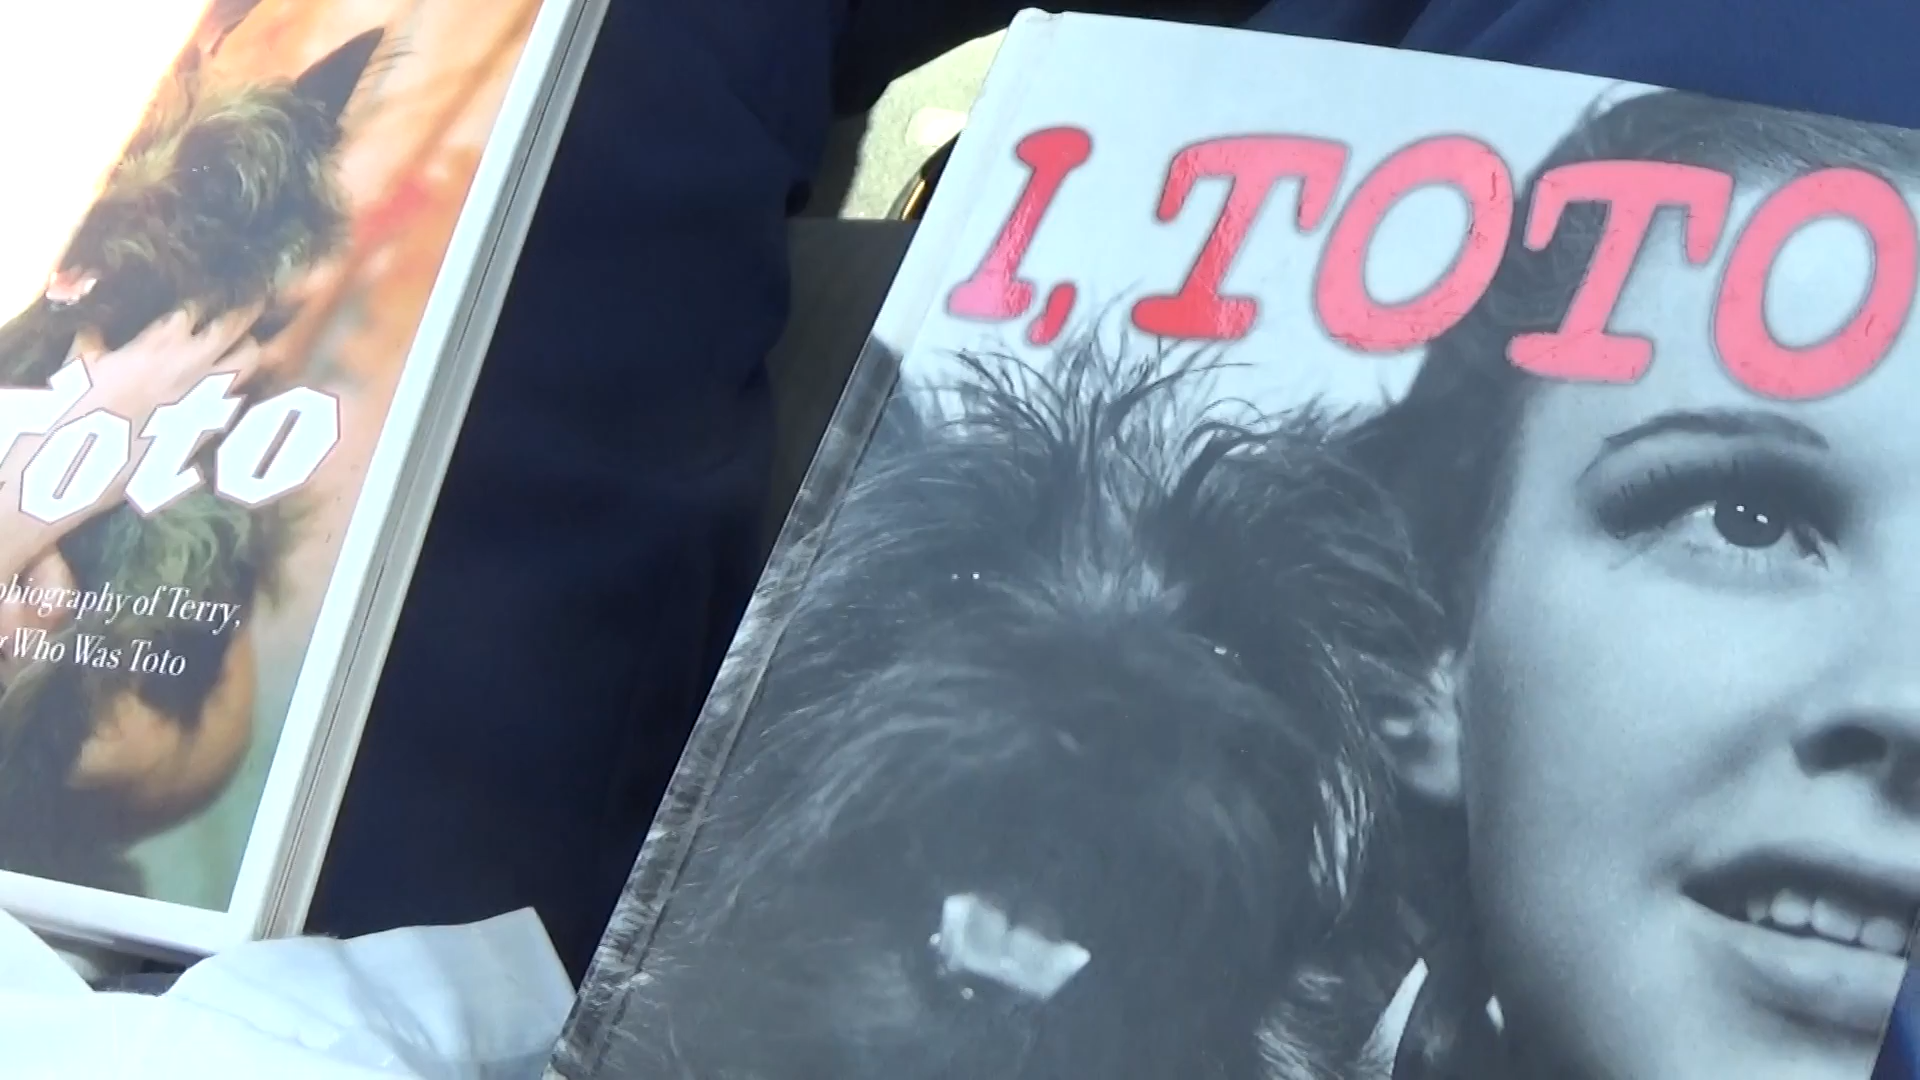 Toto
obiography of Terry,
Who Was Toto
I, TOTO